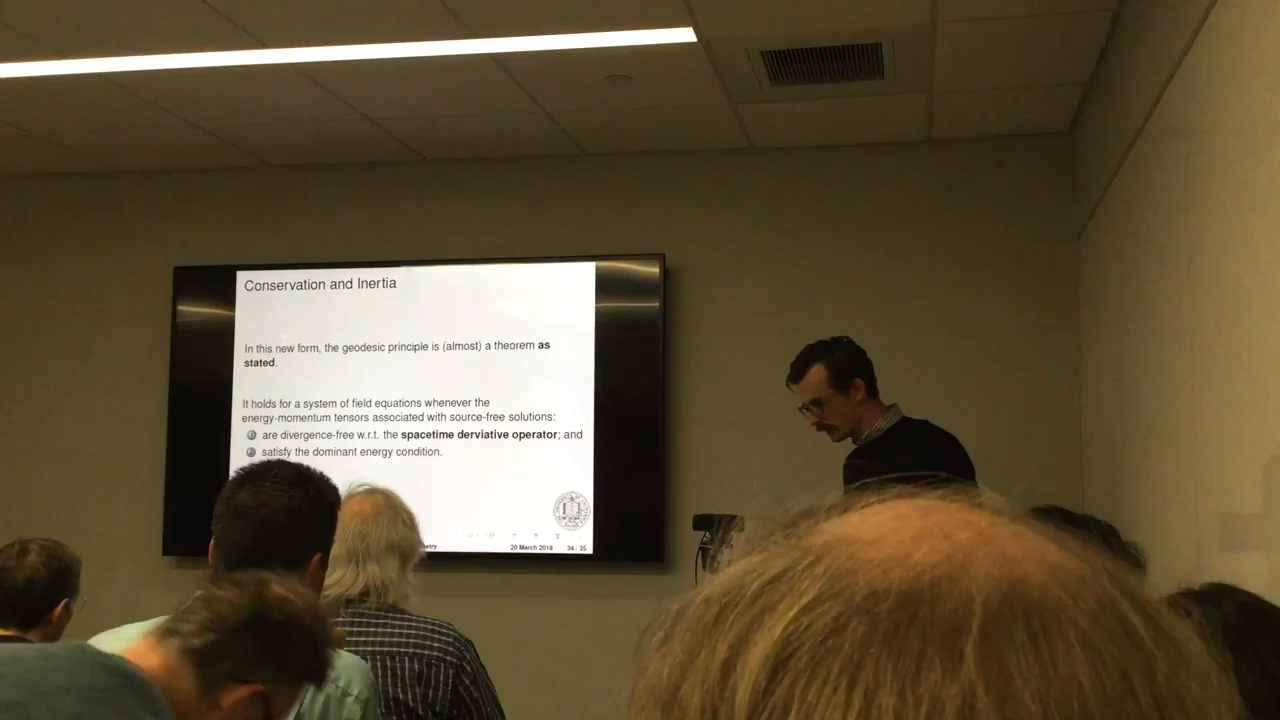 Conservation and Inertia
In this new form, the geodesic principle is (almost) a theorem as
stated.
It holds for a system of field equations whenever the
energy-momentum tensors associated with source-free solutions:
1 are divergence-free w.r.t. the spacetime derviative operator; and
2 satisfy the dominant energy condition.
20 March 2018 34 / 35